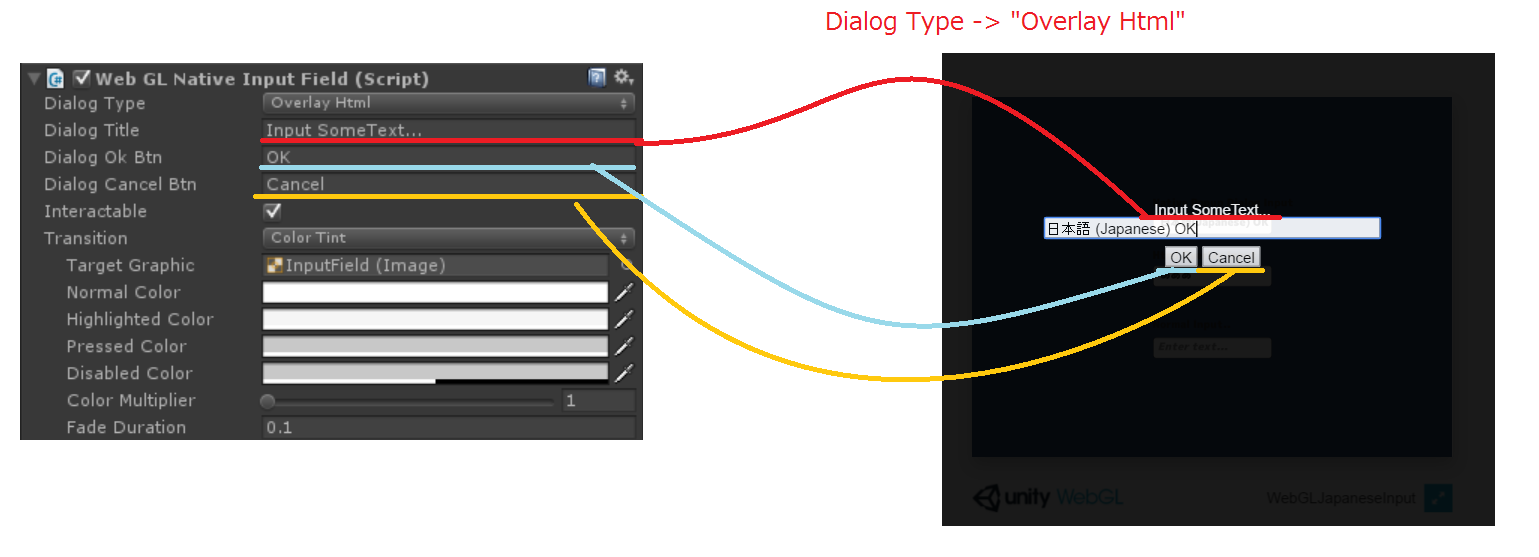 Dialog Type -> "Overlay Html"
Web GL Native Input Field (Script)
Dialog Type Overlay Html
Dialog Title Input SomeText...
Dialog Ok Btn OK
Dialog Cancel Btn Cancel
Interactable
Transition Color Tint
Target Graphic InputField (Image)
Normal Color
Highlighted Color
Pressed Color
Disabled Color
Color Multiplier 1
Fade Duration 0.1
Input SomeText...
日本語 (Japanese) OK
OK Cancel
Enter text...
unity WebGL
WebGLJapaneseInput